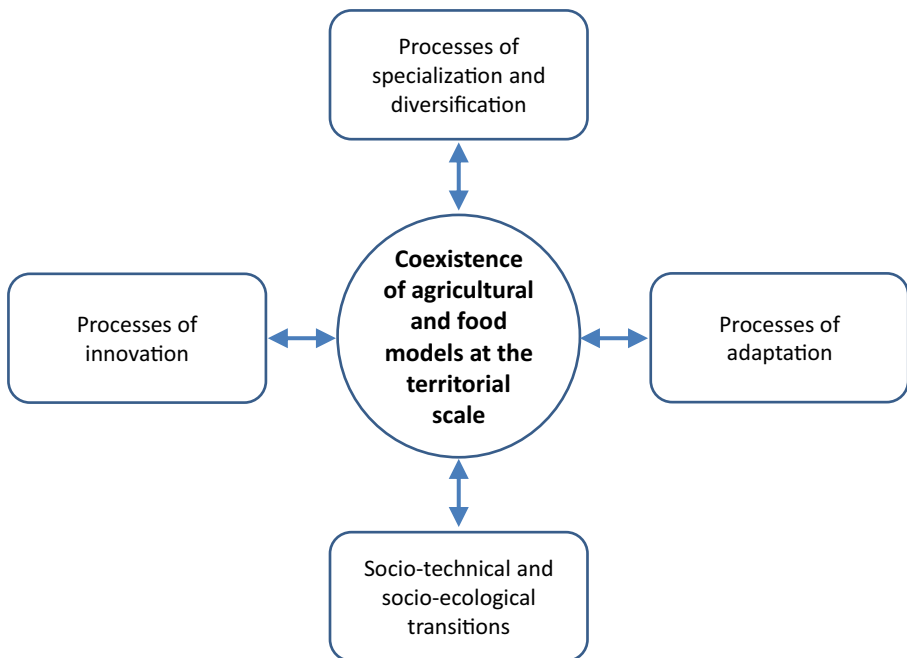 Processes of
specialization and
diversification
Processes of
innovation
Coexistence
of agricultural
and food
models at the
territorial
scale
Processes of
adaptation
Socio-technical and
socio-ecological
transitions